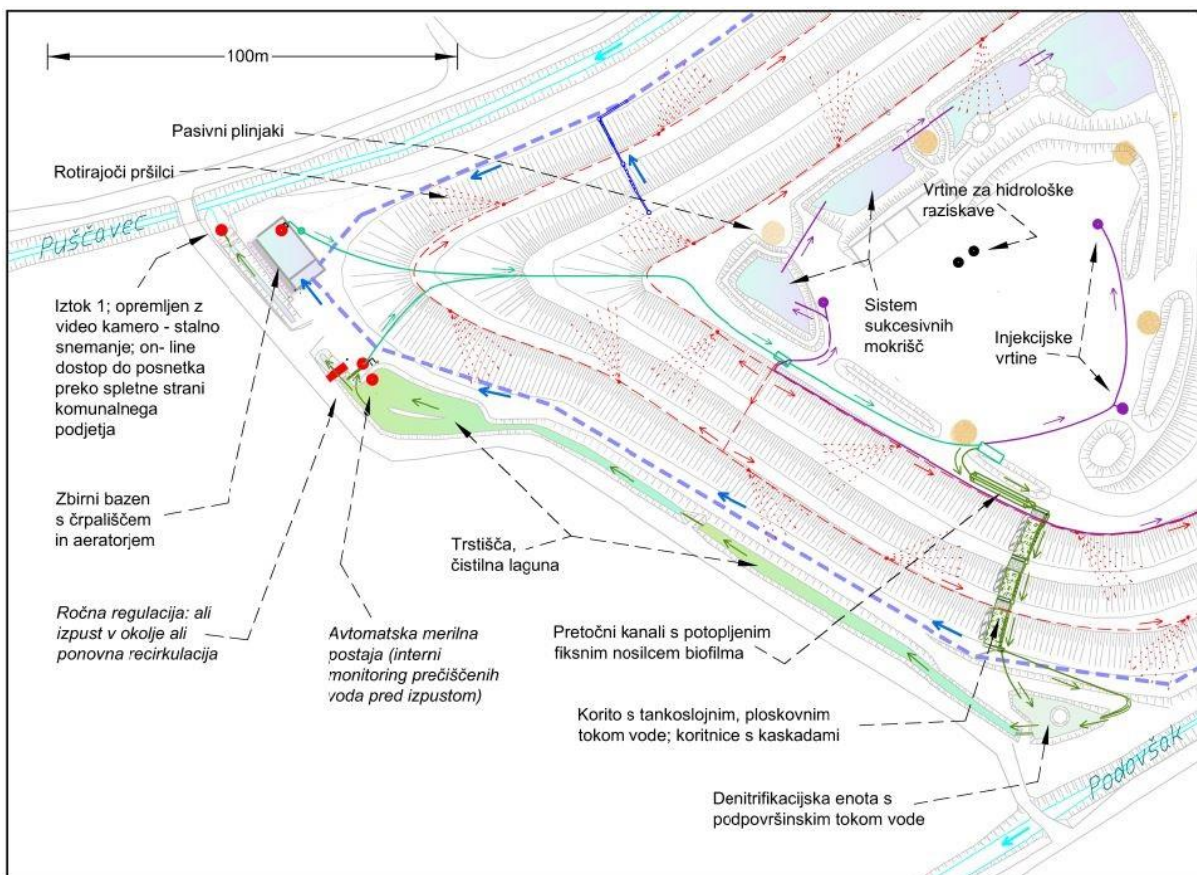 100m
Pasivni plinjaki
Rotirajoči pršilci
Puščavec
Vrtine za hidrološke
raziskave
Iztok 1; opremljen z
video kamero - stalno
snemanje; on- line
dostop do posnetka
preko spletne strani
komunalnega
podjetja
Sistem
sukcesivnih
mokrišč
Injekcijske
vrtine
Zbirni bazen
s črpališčem
in aeratorjem
Trstišča,
čistilna laguna
Ročna regulacija: ali
izpust v okolje ali
ponovna recirkulacija
Avtomatska merilna
postaja (interni
monitoring prečiščenih
voda pred izpustom)
Pretočni kanali s potopljenim
fiksnim nosilcem biofilma
Korito s tankoslojnim, ploskovnim
tokom vode; koritnice s kaskadami
Podovšak
Denitrifikacijska enota s
podpovršinskim tokom vode